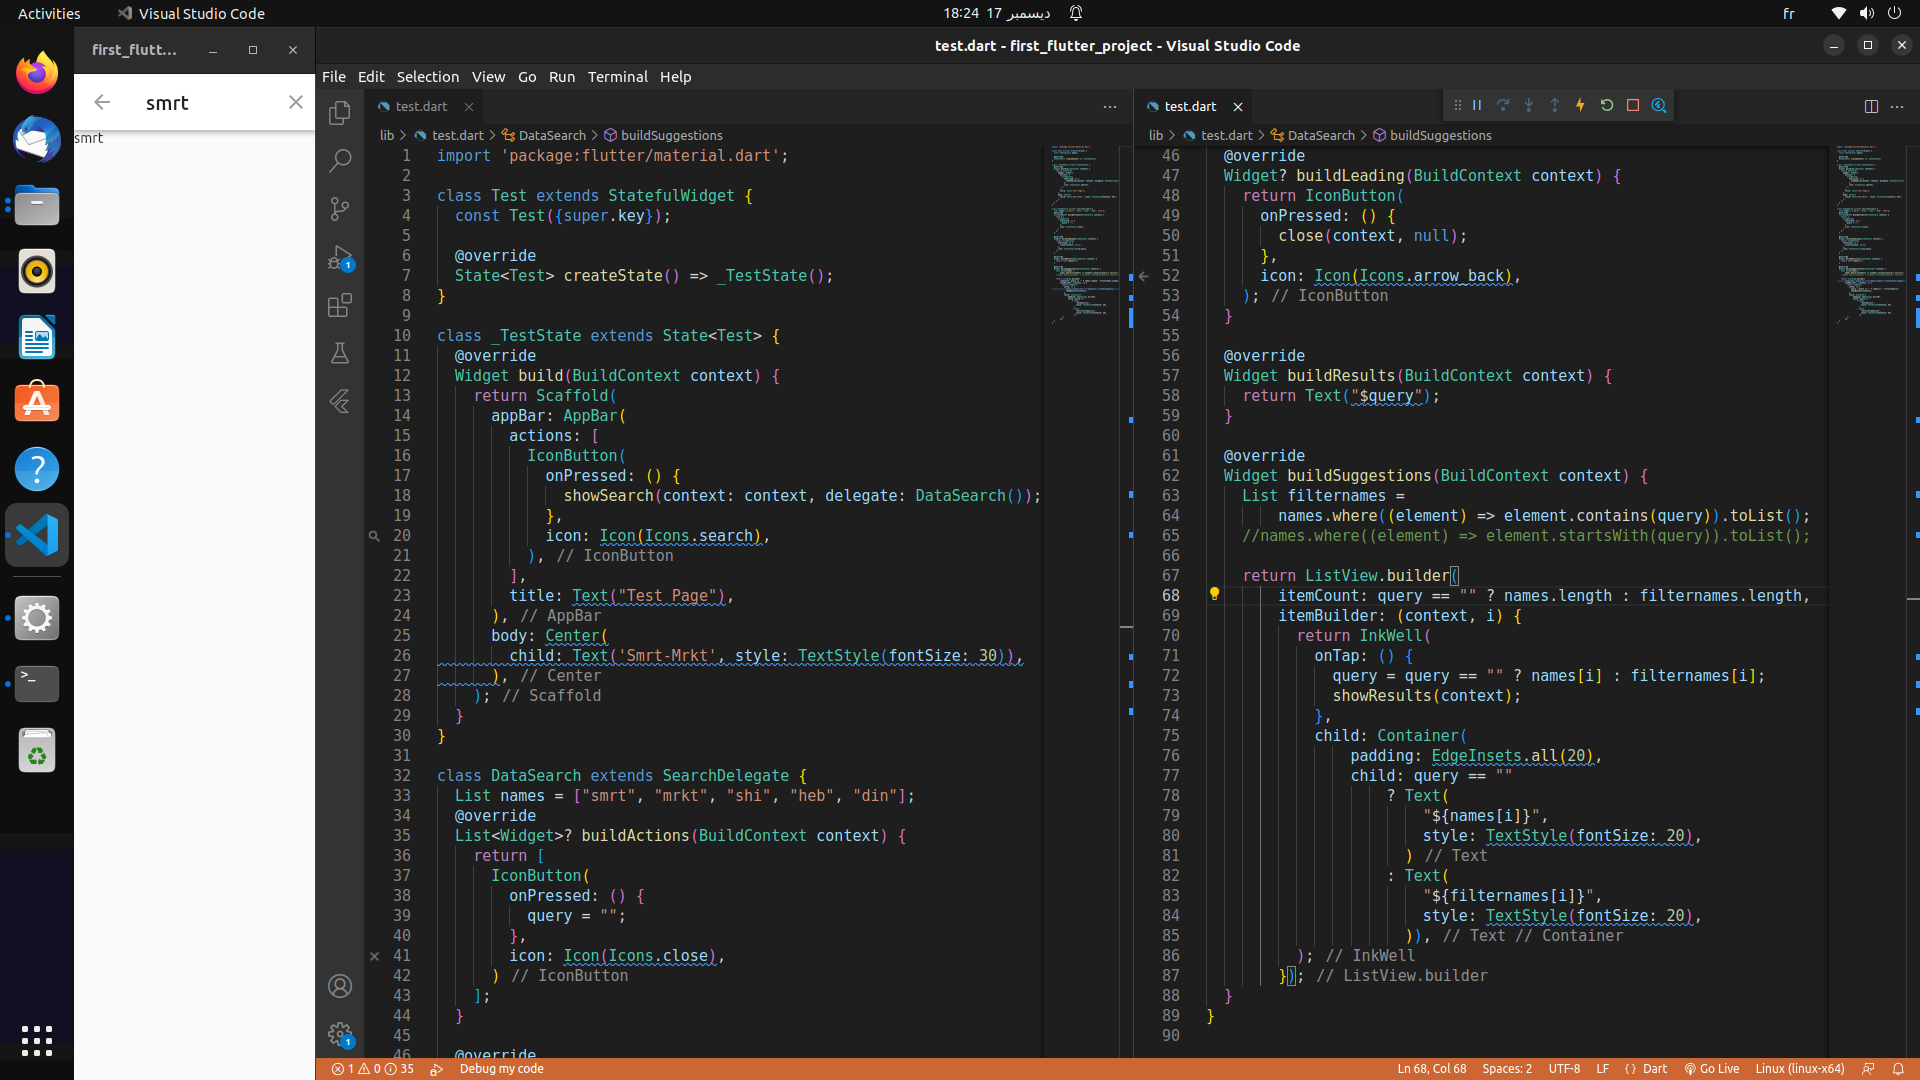 Activities
Visual Studio Code
18:24 17 ديسمبر
fr
first_flutt...
smrt
smrt
test.dart - first_flutter_project - Visual Studio Code
File Edit Selection View Go Run Terminal Help
test.dart
lib > test.dart > DataSearch > buildSuggestions
1 import 'package:flutter/material.dart';
2
3 class Test extends StatefulWidget {
4 const Test({super.key});
5
6 @override
7 State<Test> createState() => _TestState();
8 }
9
10 class _TestState extends State<Test> {
11 @override
12 Widget build(BuildContext context) {
13 return Scaffold(
14 appBar: AppBar(
15 actions: [
16 IconButton(
17 onPressed: () {
18 showSearch(context: context, delegate: DataSearch());
19 },
20 icon: Icon(Icons.search),
21 ), // IconButton
22 ],
23 title: Text("Test Page"),
24 ), // AppBar
25 body: Center(
26 child: Text('Smrt-Mrkt', style: TextStyle(fontSize: 30)),
27 ), // Center
28 ); // Scaffold
29 }
30 }
31
32 class DataSearch extends SearchDelegate {
33 List names = ["smrt", "mrkt", "shi", "heb", "din"];
34 @override
35 List<Widget>? buildActions(BuildContext context) {
36 return [
37 IconButton(
38 onPressed: () {
39 query = "";
40 },
41 icon: Icon(Icons.close),
42 ) // IconButton
43 ];
44 }
45
46 @override
test.dart
lib > test.dart > DataSearch > buildSuggestions
46 @override
47 Widget? buildLeading(BuildContext context) {
48 return IconButton(
49 onPressed: () {
50 close(context, null);
51 },
52 icon: Icon(Icons.arrow_back),
53 ); // IconButton
54 }
55
56 @override
57 Widget buildResults(BuildContext context) {
58 return Text("$query");
59 }
60
61 @override
62 Widget buildSuggestions(BuildContext context) {
63 List filternames =
64 names.where((element) => element.contains(query)).toList();
65 //names.where((element) => element.startsWith(query)).toList();
66
67 return ListView.builder(
68 itemCount: query == "" ? names.length : filternames.length,
69 itemBuilder: (context, i) {
70 return InkWell(
71 onTap: () {
72 query = query == "" ? names[i] : filternames[i];
73 showResults(context);
74 },
75 child: Container(
76 padding: EdgeInsets.all(20),
77 child: query == ""
78 ? Text(
79 "${names[i]}",
80 style: TextStyle(fontSize: 20),
81 ) // Text
82 : Text(
83 "${filternames[i]}",
84 style: TextStyle(fontSize: 20),
85 )), // Text // Container
86 ); // InkWell
87 }); // ListView.builder
88 }
89 }
90
1 0 35 Debug my code
Ln 68, Col 68 Spaces: 2 UTF-8 LF {} Dart Go Live Linux (linux-x64)